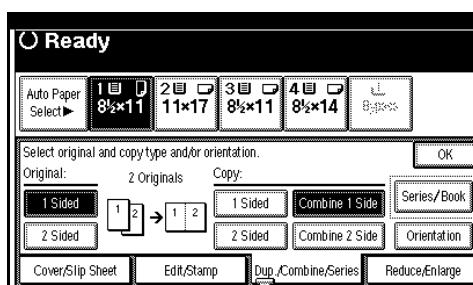 Ready
Auto Paper
Select►
1
8½×11
2
11×17
3
8½×11
4
8½×14
Select original and copy type and/or orientation.
OK
Original:
2 Originals
Copy:
1 Sided
1
2
1 2
1 Sided
Combine 1 Side
Series/Book
2 Sided
2 Sided
Combine 2 Side
Orientation
Cover/Slip Sheet
Edit/Stamp
Dup./Combine/Series
Reduce/Enlarge